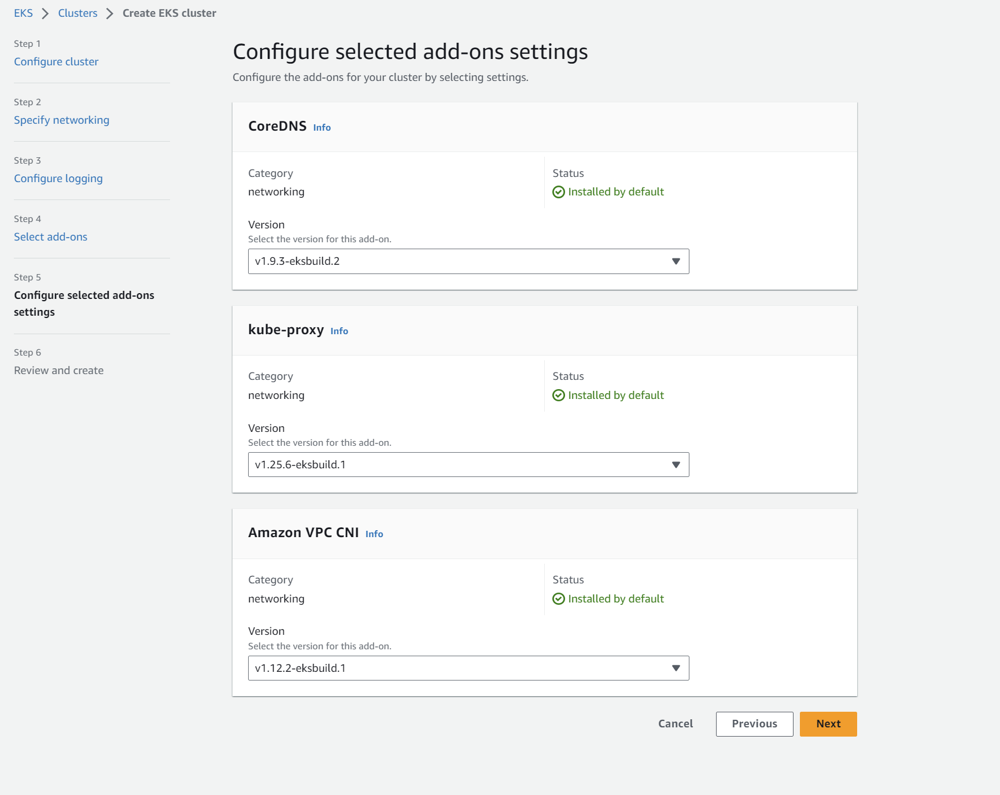 EKS > Clusters > Create EKS cluster
Step 1
Configure cluster
Step 2
Specify networking
Step 3
Configure logging
Step 4
Select add-ons
Step 5
Configure selected add-ons
settings
Step 6
Review and create
Configure selected add-ons settings
Configure the add-ons for your cluster by selecting settings.
CoreDNS Info
Category
networking
Status
Installed by default
Version
Select the version for this add-on.
v1.9.3-eksbuild.2
kube-proxy Info
Category
networking
Status
Installed by default
Version
Select the version for this add-on.
v1.25.6-eksbuild.1
Amazon VPC CNI Info
Category
networking
Status
Installed by default
Version
Select the version for this add-on.
v1.12.2-eksbuild.1
Cancel Previous Next